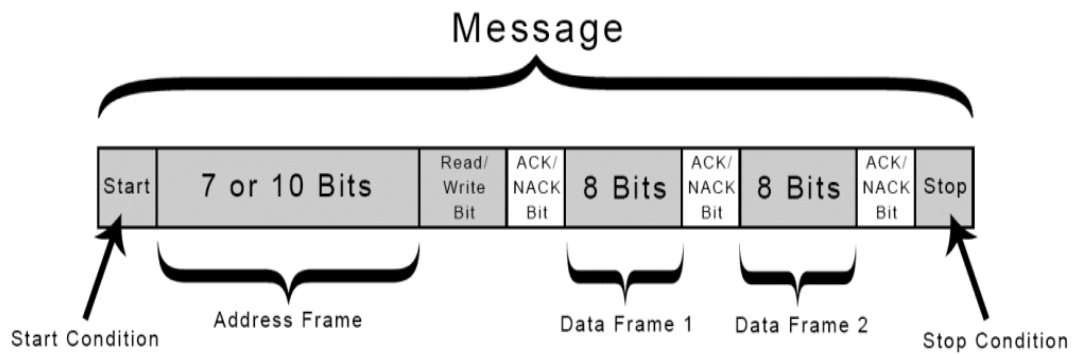 Message
Start
7 or 10 Bits
Read/
Write
Bit
ACK/
NACK
Bit
8 Bits
ACK/
NACK
Bit
8 Bits
ACK/
NACK
Bit
Stop
Start Condition
Address Frame
Data Frame 1
Data Frame 2
Stop Condition